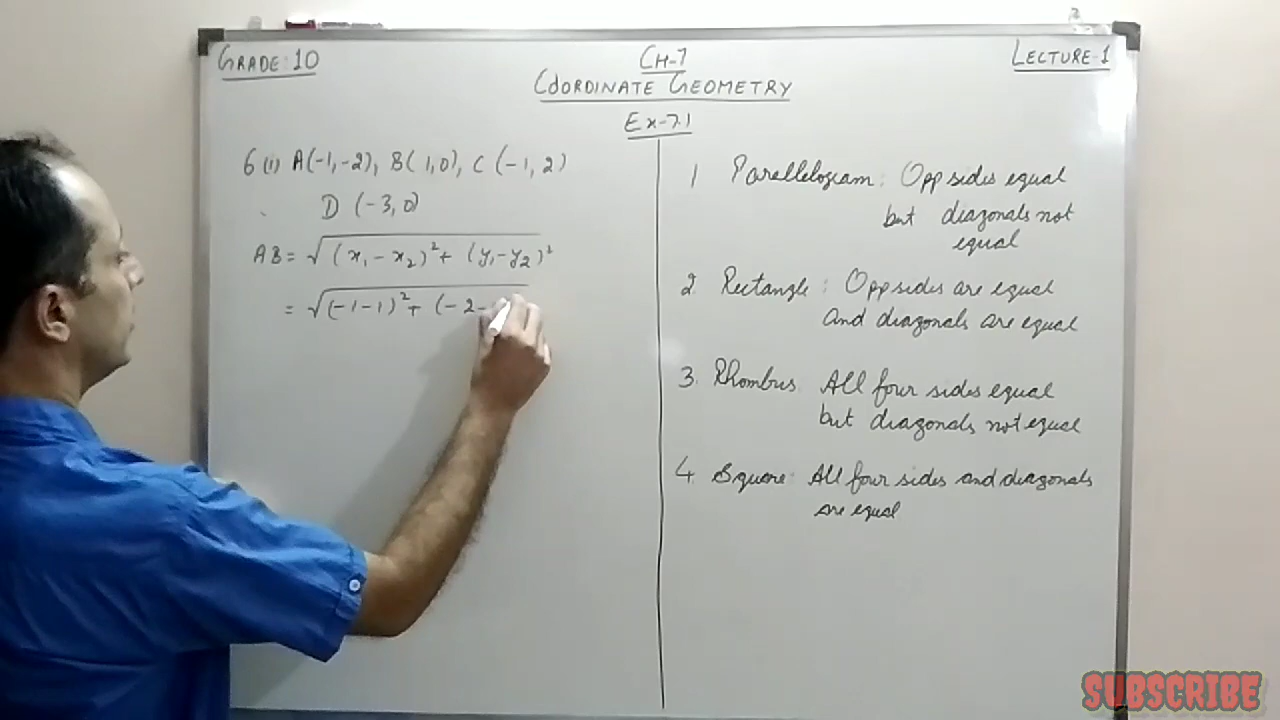 GRADE: 10
CH-7
COORDINATE GEOMETRY
LECTURE-1
Ex-7.1
6 (i) A(-1,-2), B(1,0), C(-1, 2)
D (-3,0)
AB = √(x₁ - x₂)² + (y₁ - y₂)²
= √(-1-1)² + (-2-
1 Parallelogram: Opp sides equal
but diagonals not
equal
2. Rectangle: Opp sides are equal
and diagonals are equal
3. Rhombus All four sides equal
but diagonals not equal
4. Square: All four sides and diagonals
are equal
SUBSCRIBE